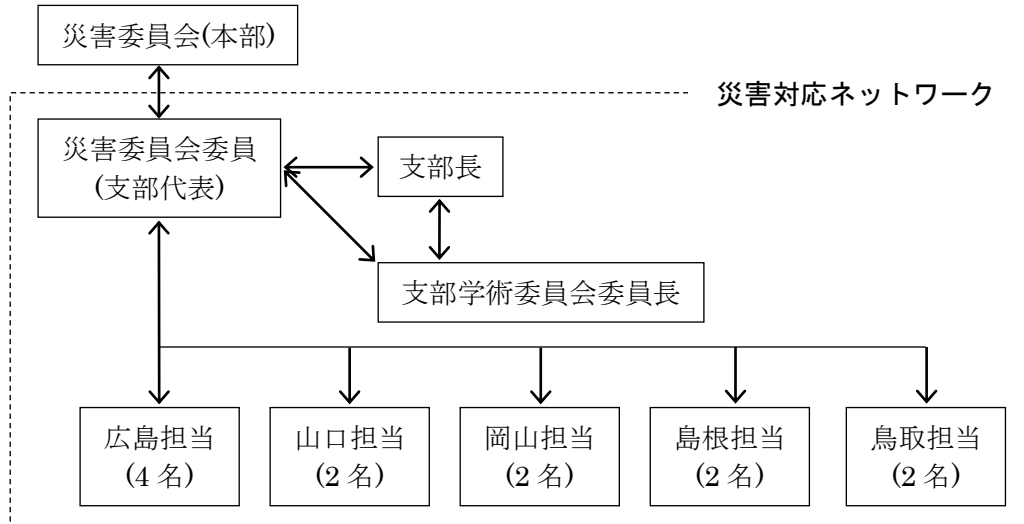 災害委員会(本部)
災害対応ネットワーク
災害委員会委員
(支部代表)
支部長
支部学術委員会委員長
広島担当
(4 名)
山口担当
(2 名)
岡山担当
(2 名)
島根担当
(2 名)
鳥取担当
(2 名)